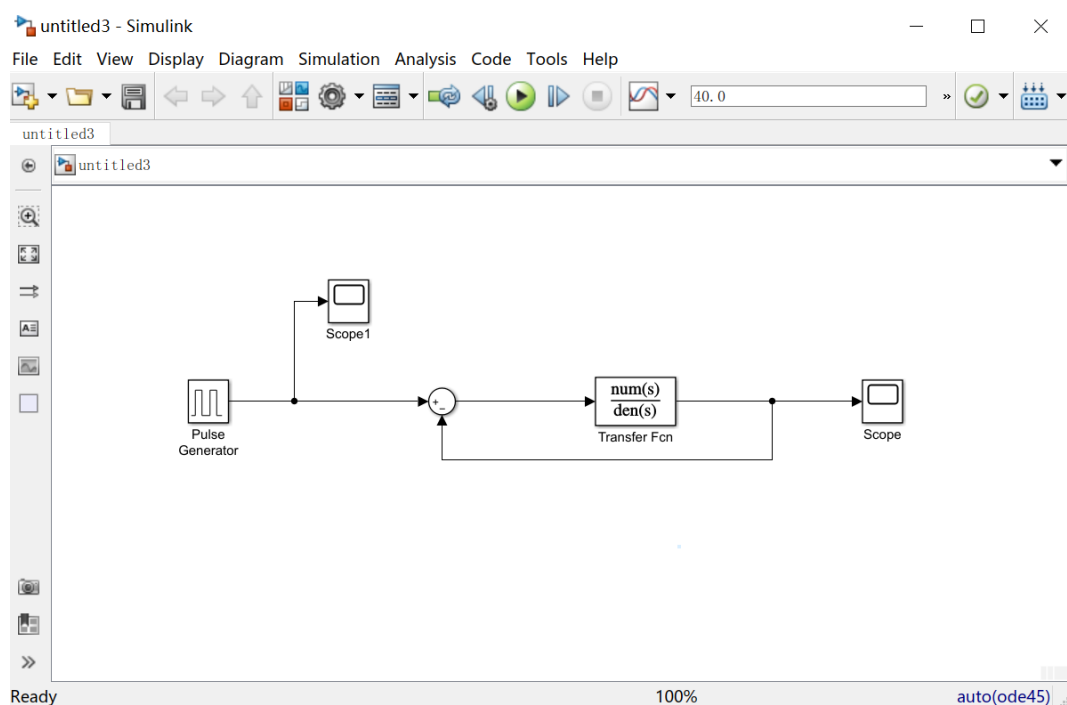 untitled3 - Simulink
File Edit View Display Diagram Simulation Analysis Code Tools Help
40.0
»
untitled3
untitled3
Scope1
+
−
num(s)
den(s)
Pulse
Generator
Transfer Fcn
Scope
Ready
100%
auto(ode45)